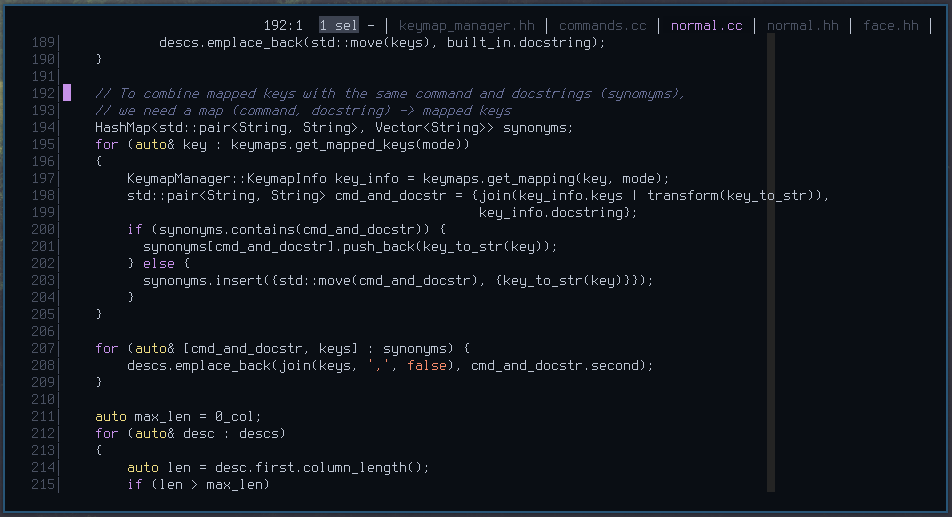 192:1 1 sel - | keymap_manager.hh | commands.cc | normal.cc | normal.hh | face.hh |
189│            descs.emplace_back(std::move(keys), built_in.docstring);
190│    }
191│
192│    // To combine mapped keys with the same command and docstrings (synomyms),
193│    // we need a map (command, docstring) -> mapped keys
194│    HashMap<std::pair<String, String>, Vector<String>> synonyms;
195│    for (auto& key : keymaps.get_mapped_keys(mode))
196│    {
197│        KeymapManager::KeymapInfo key_info = keymaps.get_mapping(key, mode);
198│        std::pair<String, String> cmd_and_docstr = {join(key_info.keys | transform(key_to_str)),
199│                                                    key_info.docstring};
200│        if (synonyms.contains(cmd_and_docstr)) {
201│          synonyms[cmd_and_docstr].push_back(key_to_str(key));
202│        } else {
203│          synonyms.insert({std::move(cmd_and_docstr), {key_to_str(key)}});
204│        }
205│    }
206│
207│    for (auto& [cmd_and_docstr, keys] : synonyms) {
208│        descs.emplace_back(join(keys, ',', false), cmd_and_docstr.second);
209│    }
210│
211│    auto max_len = 0_col;
212│    for (auto& desc : descs)
213│    {
214│        auto len = desc.first.column_length();
215│        if (len > max_len)